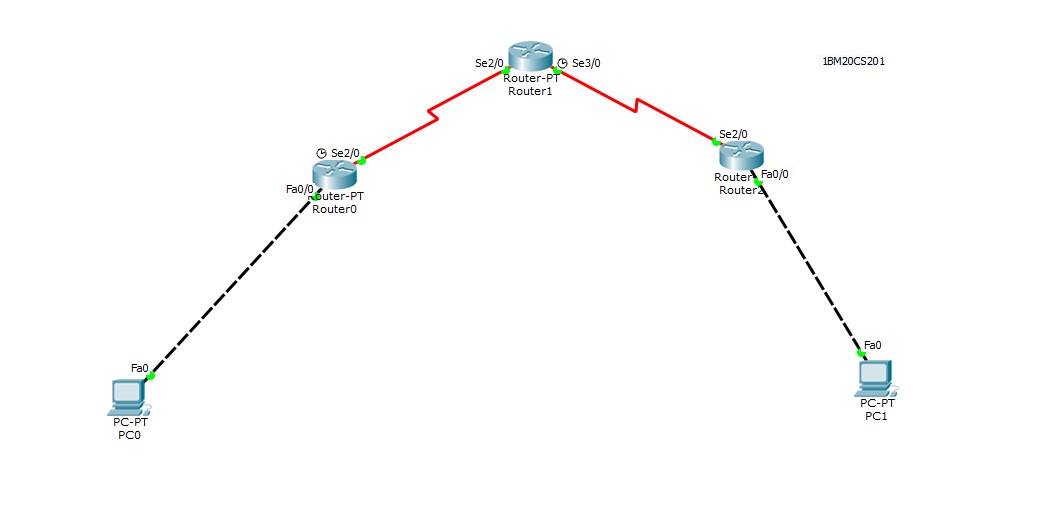 Se2/0
Se3/0
Router-PT
Router1
1BM20CS201
Se2/0
Se2/0
Fa0/0
Router-PT
Router0
Fa0/0
Router
Router2
Fa0
PC-PT
PC0
Fa0
PC-PT
PC1